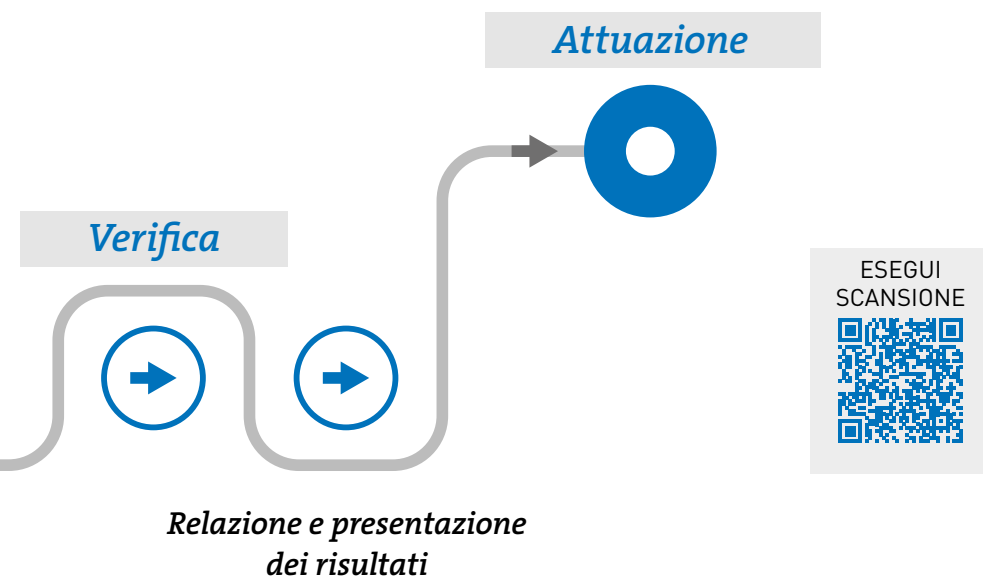 Attuazione
Verifica
ESEGUI
SCANSIONE
Relazione e presentazione
dei risultati